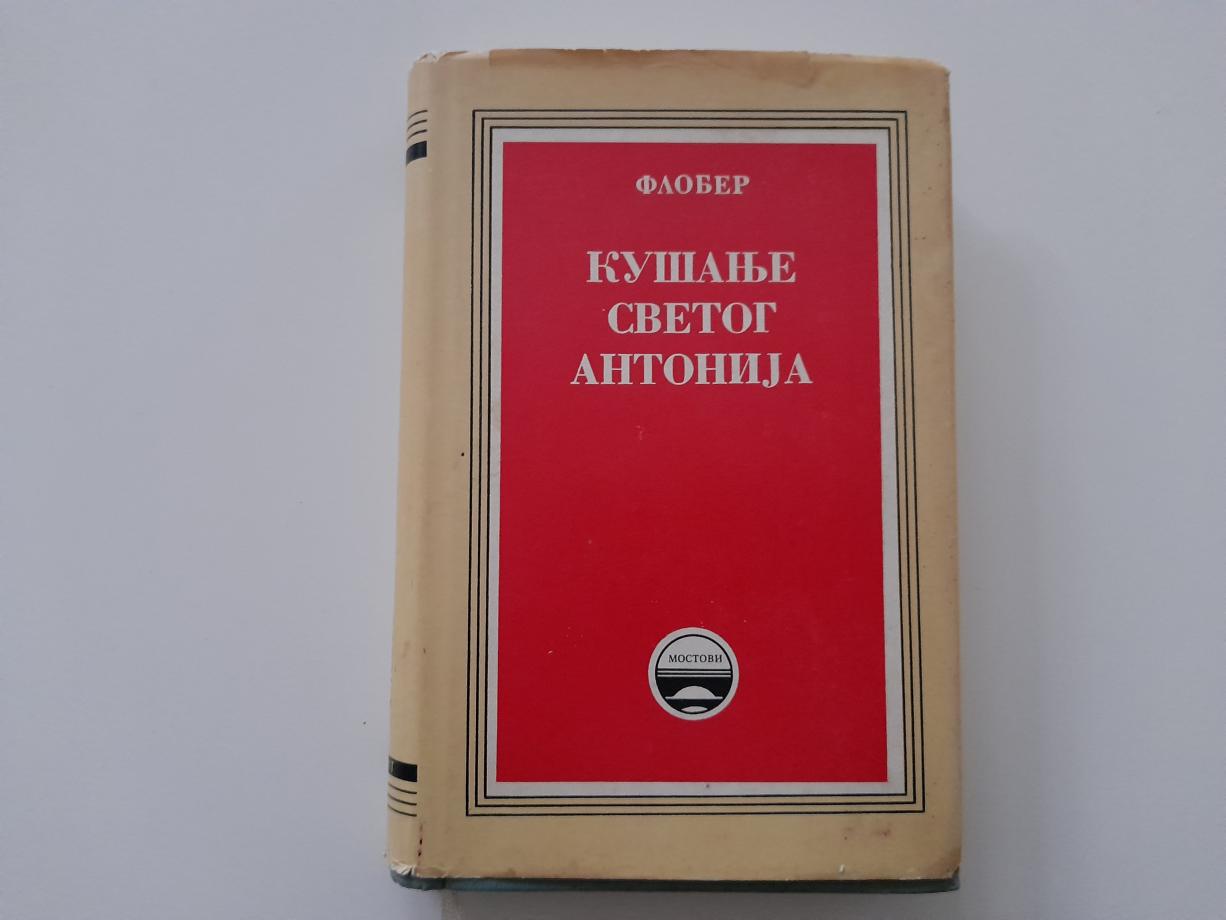 ФЛОБЕР
КУШАЊЕ
СВЕТОГ
АНТОНИЈА
МОСТОВИ